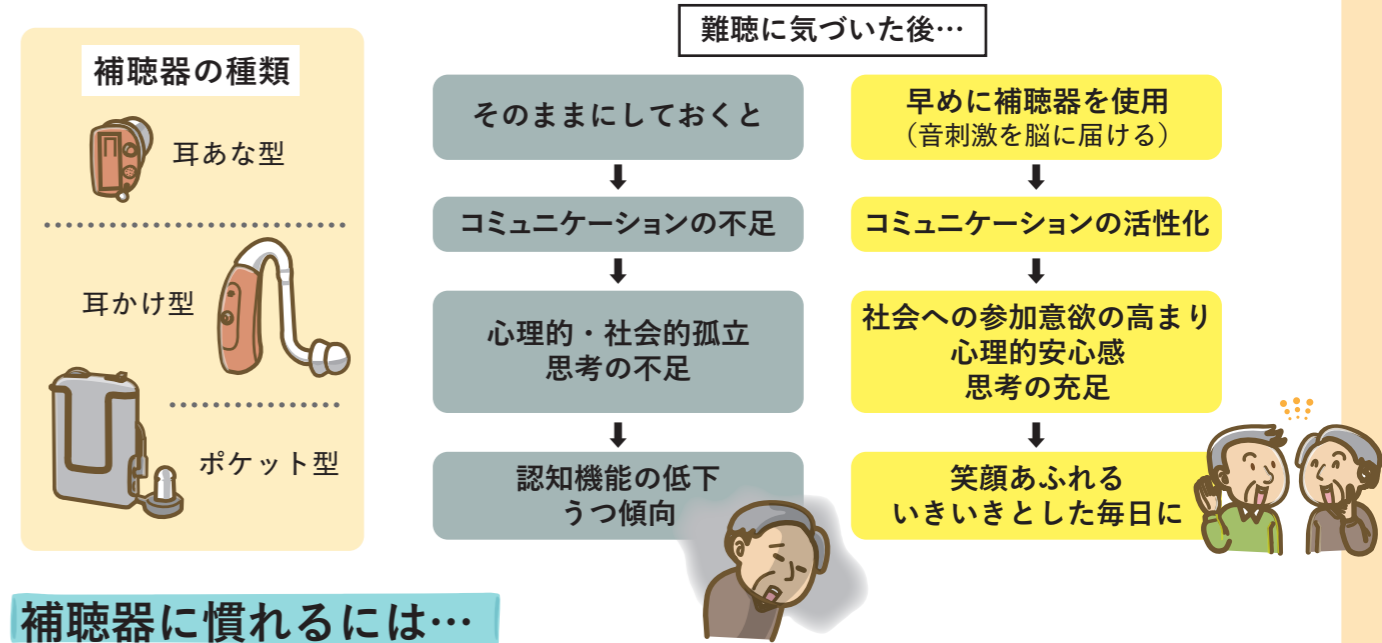 補聴器の種類
耳あな型
耳かけ型
ポケット型
難聴に気づいた後…
そのままにしておくと
コミュニケーションの不足
心理的・社会的孤立
思考の不足
認知機能の低下
うつ傾向
早めに補聴器を使用
（音刺激を脳に届ける）
コミュニケーションの活性化
社会への参加意欲の高まり
心理的安心感
思考の充足
笑顔あふれる
いきいきとした毎日に
補聴器に慣れるには…